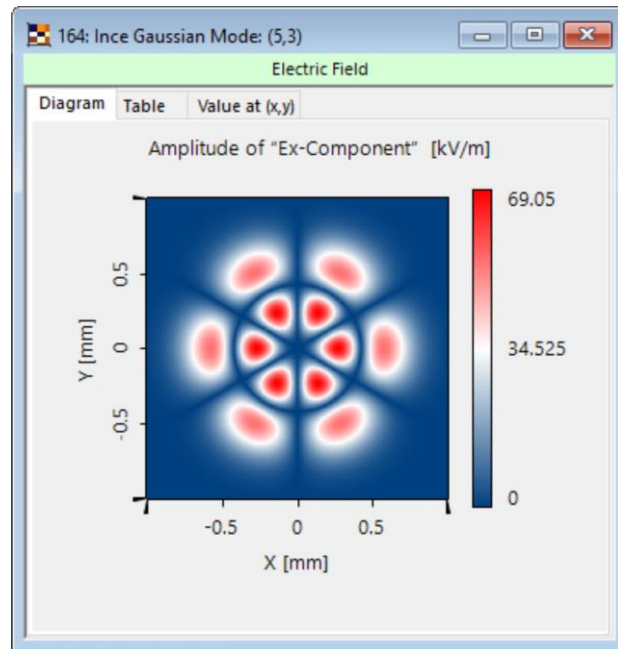 164: Ince Gaussian Mode: (5,3)
Electric Field
Diagram Table Value at (x,y)
Amplitude of "Ex-Component" [kV/m]
69.05
34.525
0
0.5
0
-0.5
Y [mm]
-0.5 0 0.5
X [mm]